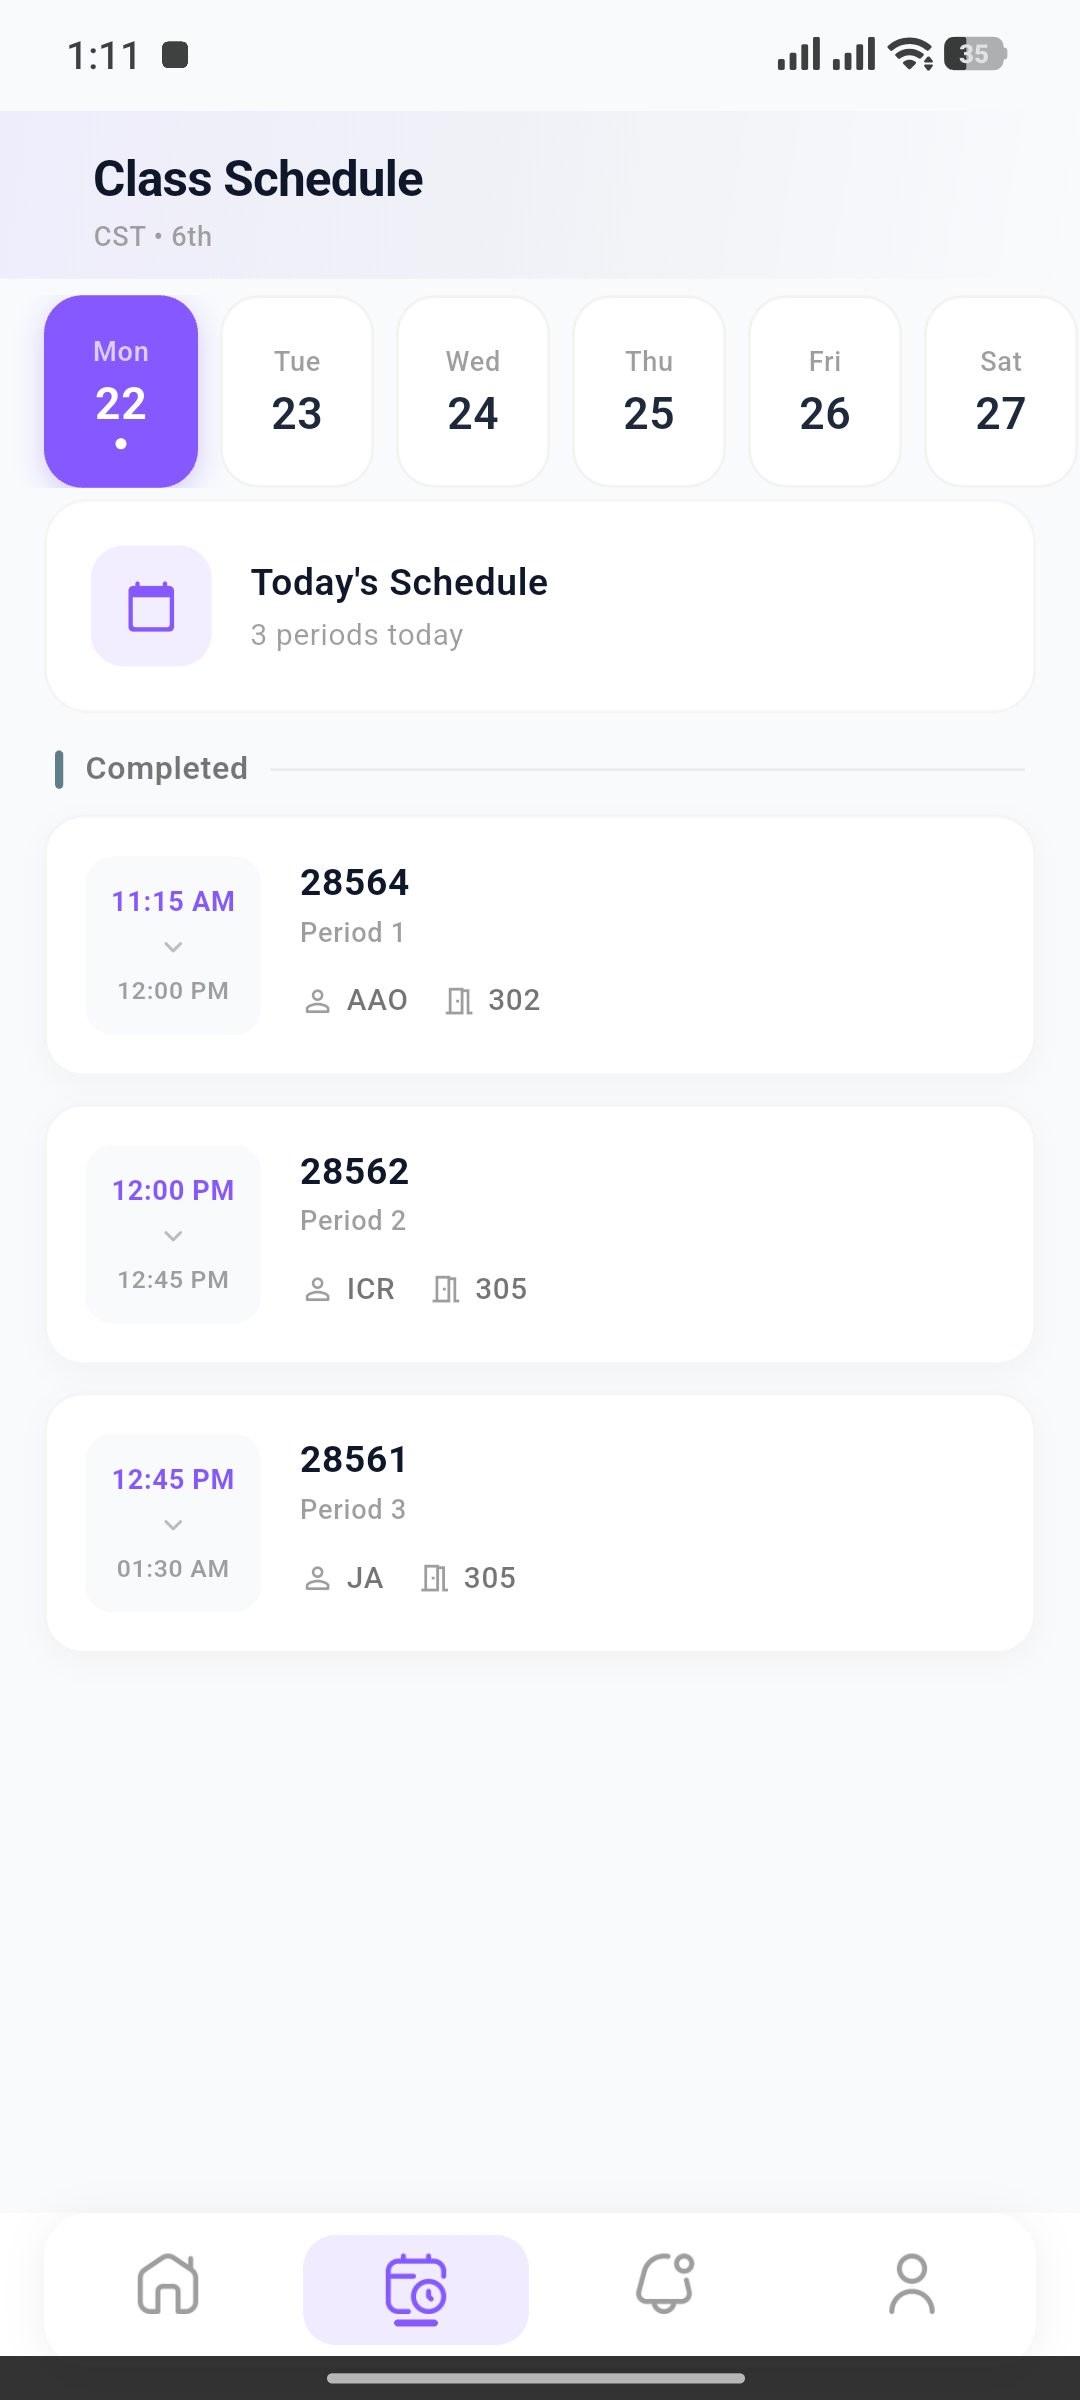 1:11
35
Class Schedule
CST • 6th
Mon Tue Wed Thu Fri Sat
22 23 24 25 26 27
Today's Schedule
3 periods today
Completed
11:15 AM
12:00 PM
28564
Period 1
AAO 302
12:00 PM
12:45 PM
28562
Period 2
ICR 305
12:45 PM
01:30 AM
28561
Period 3
JA 305